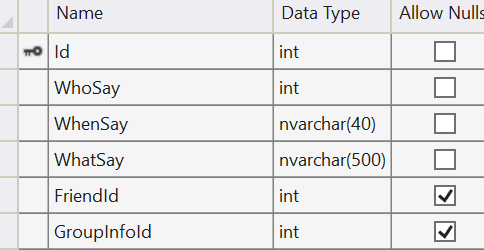 Name Data Type Allow Nulls
Id int
WhoSay int
WhenSay nvarchar(40)
WhatSay nvarchar(500)
FriendId int
GroupInfoId int